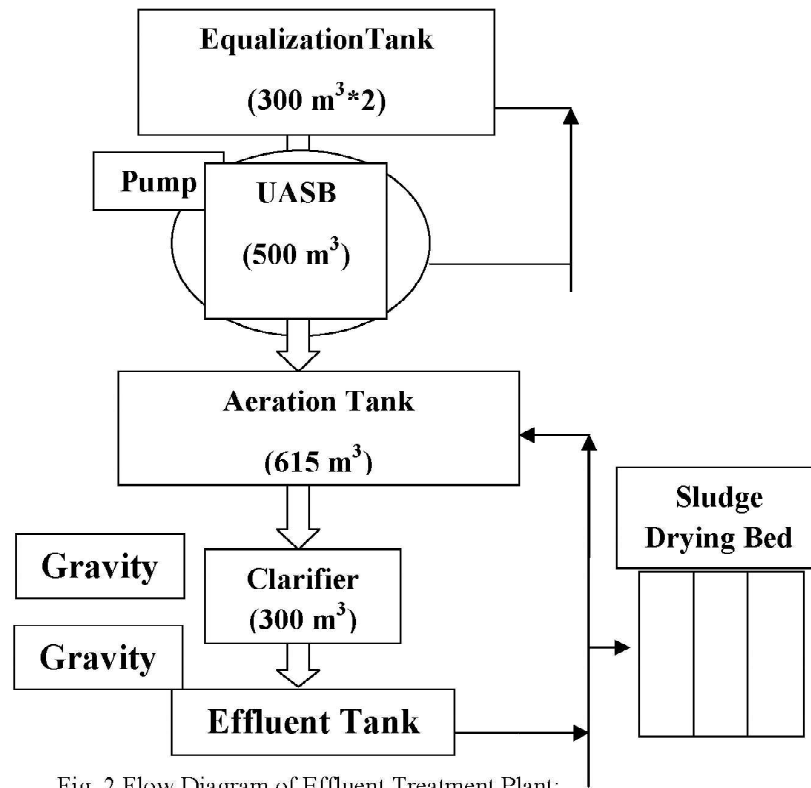 EqualizationTank
(300 m³*2)
Pump
UASB
(500 m³)
Aeration Tank
(615 m³)
Sludge
Drying Bed
Gravity
Clarifier
(300 m³)
Gravity
Effluent Tank
Fig. 2 Flow Diagram of Effluent Treatment Plant: